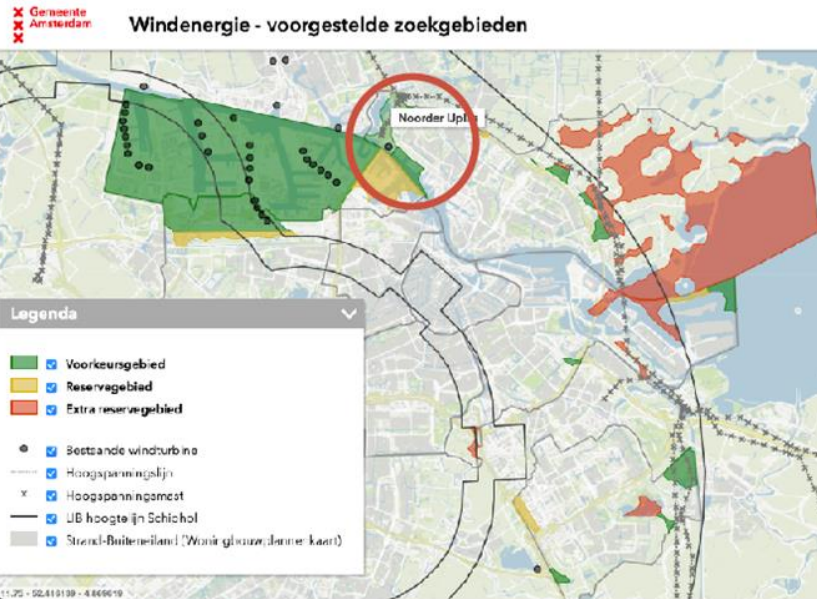 Gemeente
Amsterdam
Windenergie - voorgestelde zoekgebieden
Noorder IJplas
Legenda
Voorkeursgebied
Reservegebied
Extra reservegebied
Bestaande windturbine
Hoogspanningslijn
Hoogspanningsmast
LIB hoogtelijn Schiphol
Strand-Buiteneiland (Woningbouwplannenkaart)